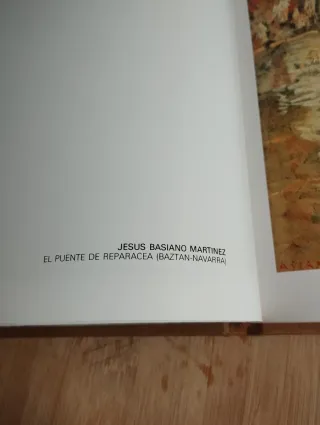 JESUS BASIANO MARTINEZ
EL PUENTE DE REPARACEA (BAZTAN-NAVARRA)